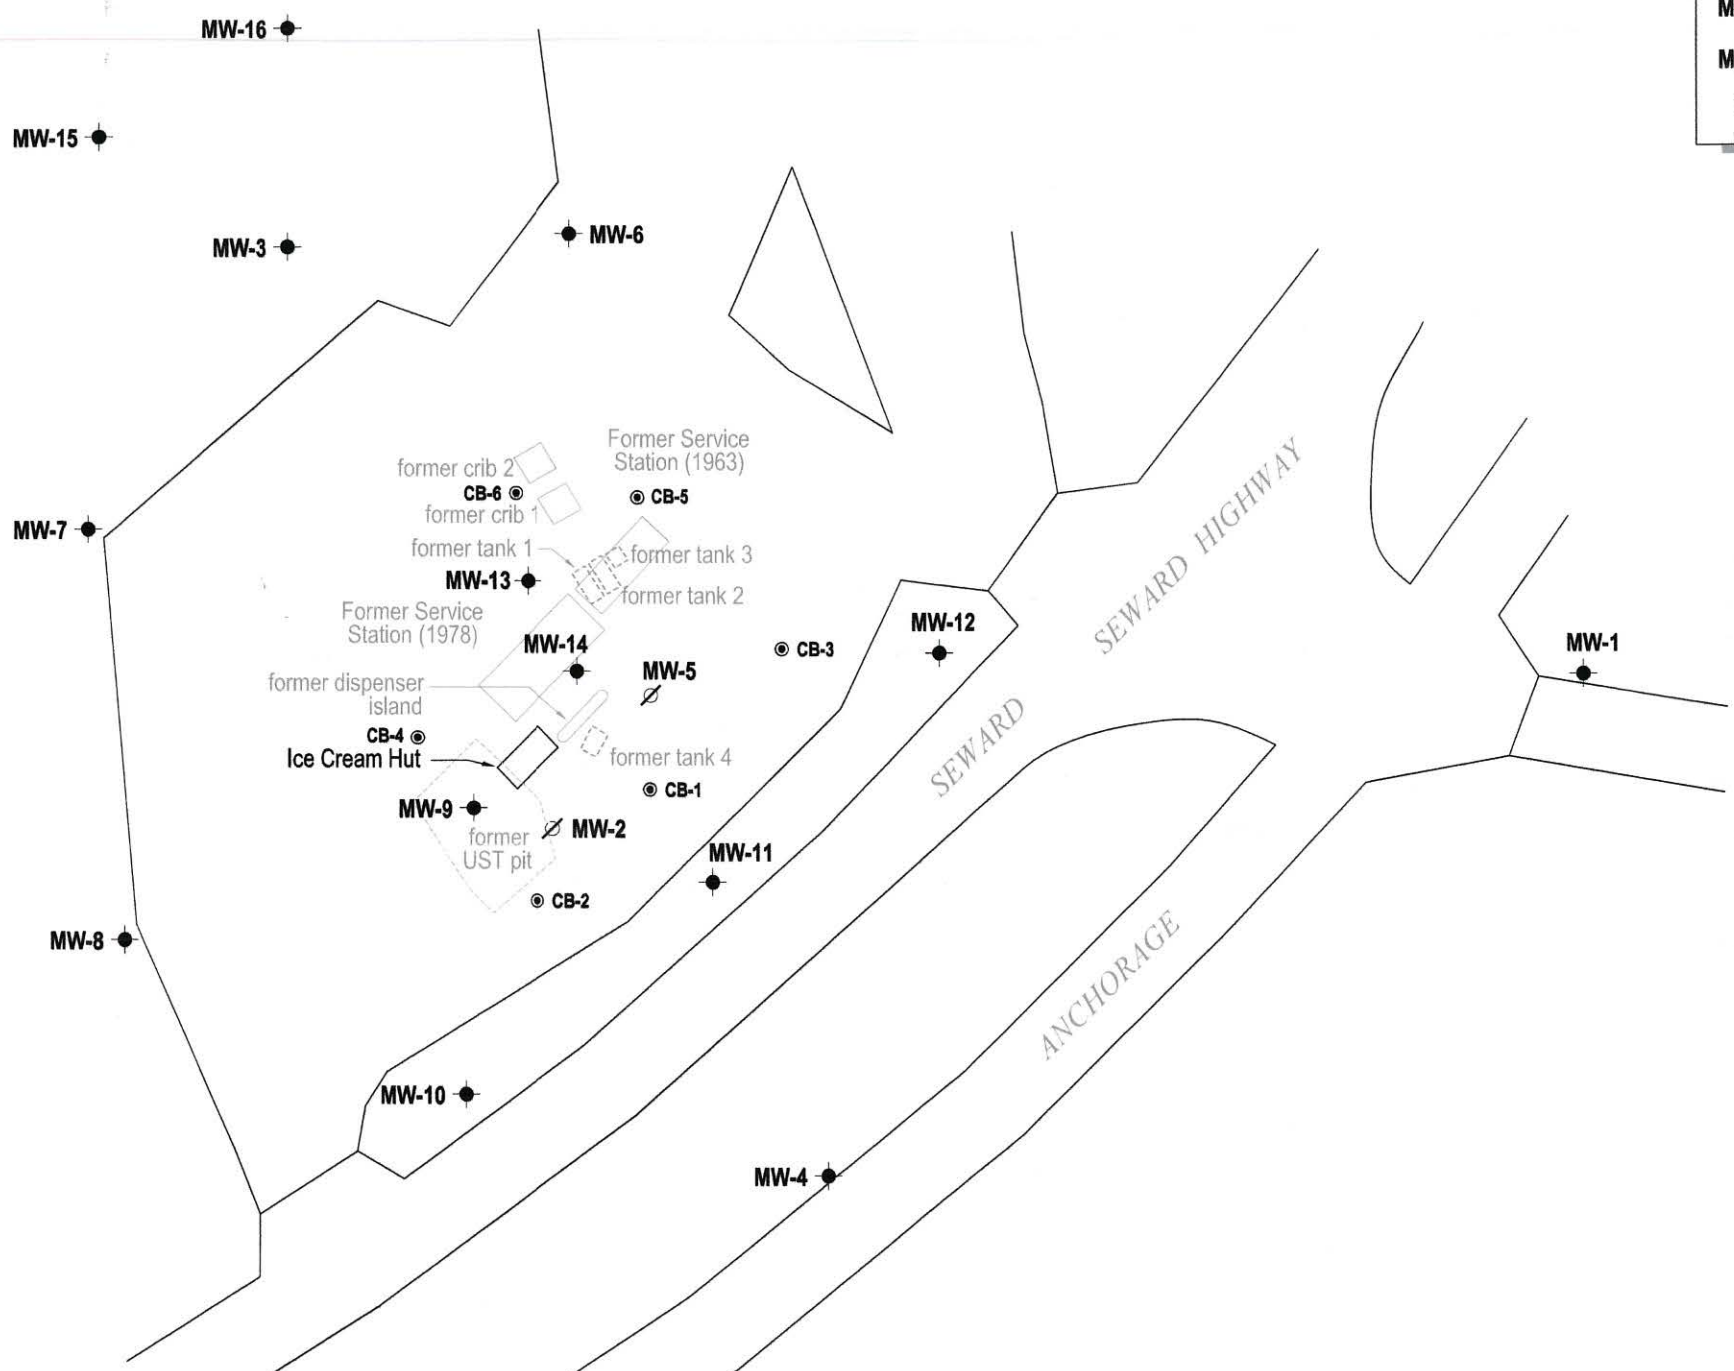 MW-16
M
M
MW-15
MW-3
MW-6
Former Service
Station (1963)
former crib 2
CB-6
CB-5
former crib 1
MW-7
former tank 1
former tank 3
MW-13
former tank 2
Former Service
Station (1978)
MW-14
MW-5
CB-3
MW-12
SEWARD HIGHWAY
MW-1
former dispenser
island
CB-4
Ice Cream Hut
former tank 4
SEWARD
CB-1
MW-9
MW-2
former
UST pit
MW-11
CB-2
MW-8
ANCHORAGE
MW-10
MW-4